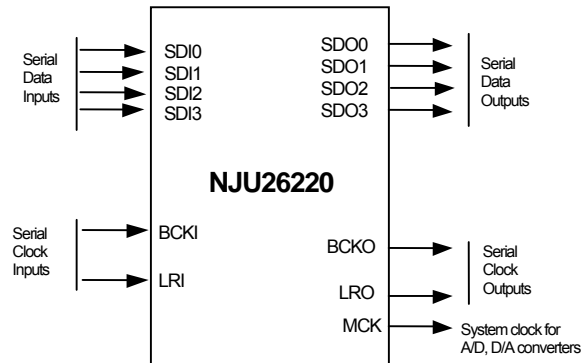 Serial
Data
Inputs
SDI0
SDI1
SDI2
SDI3
SDO0
SDO1
SDO2
SDO3
Serial
Data
Outputs
NJU26220
Serial
Clock
Inputs
BCKI
LRI
BCKO
LRO
MCK
Serial
Clock
Outputs
System clock for
A/D, D/A converters